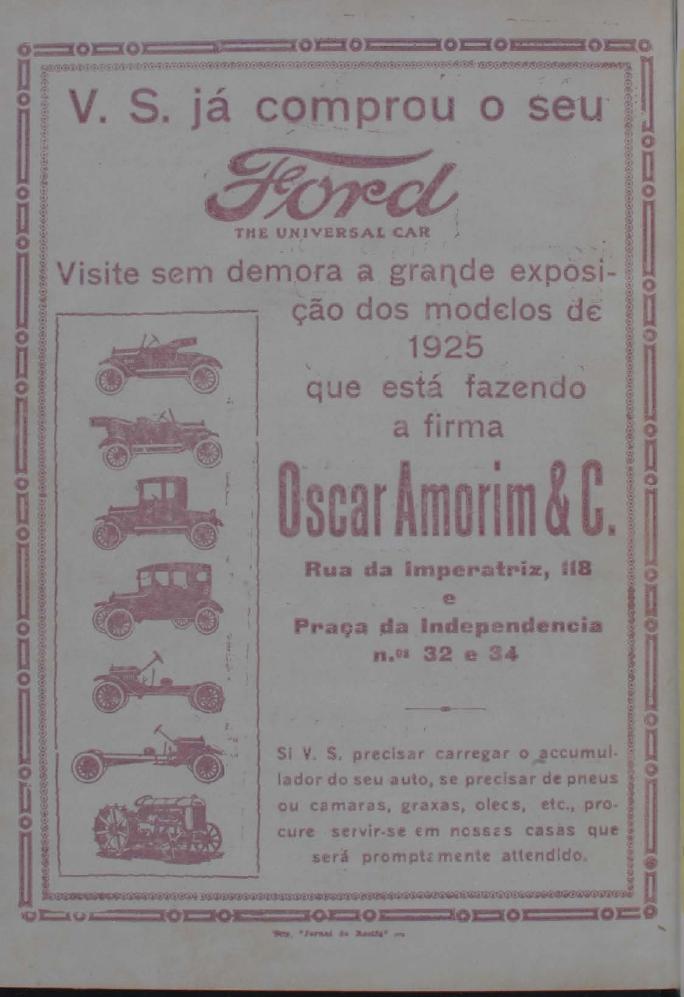 V. S. já comprou o seu
Ford
THE UNIVERSAL CAR
Visite sem demora a grande exposi-
ção dos modelos de
1925
que está fazendo
a firma
Oscar Amorim & C.
Rua da Imperatriz, 118
e
Praça da Independencia
n.os 32 e 34
Si V. S. precisar carregar o accumul-
lador do seu auto, se precisar de pneus
ou camaras, graxas, oleos, etc., pro-
cure servir-se em nossas casas que
será promptamente attendido.
"Jornal do Recife"